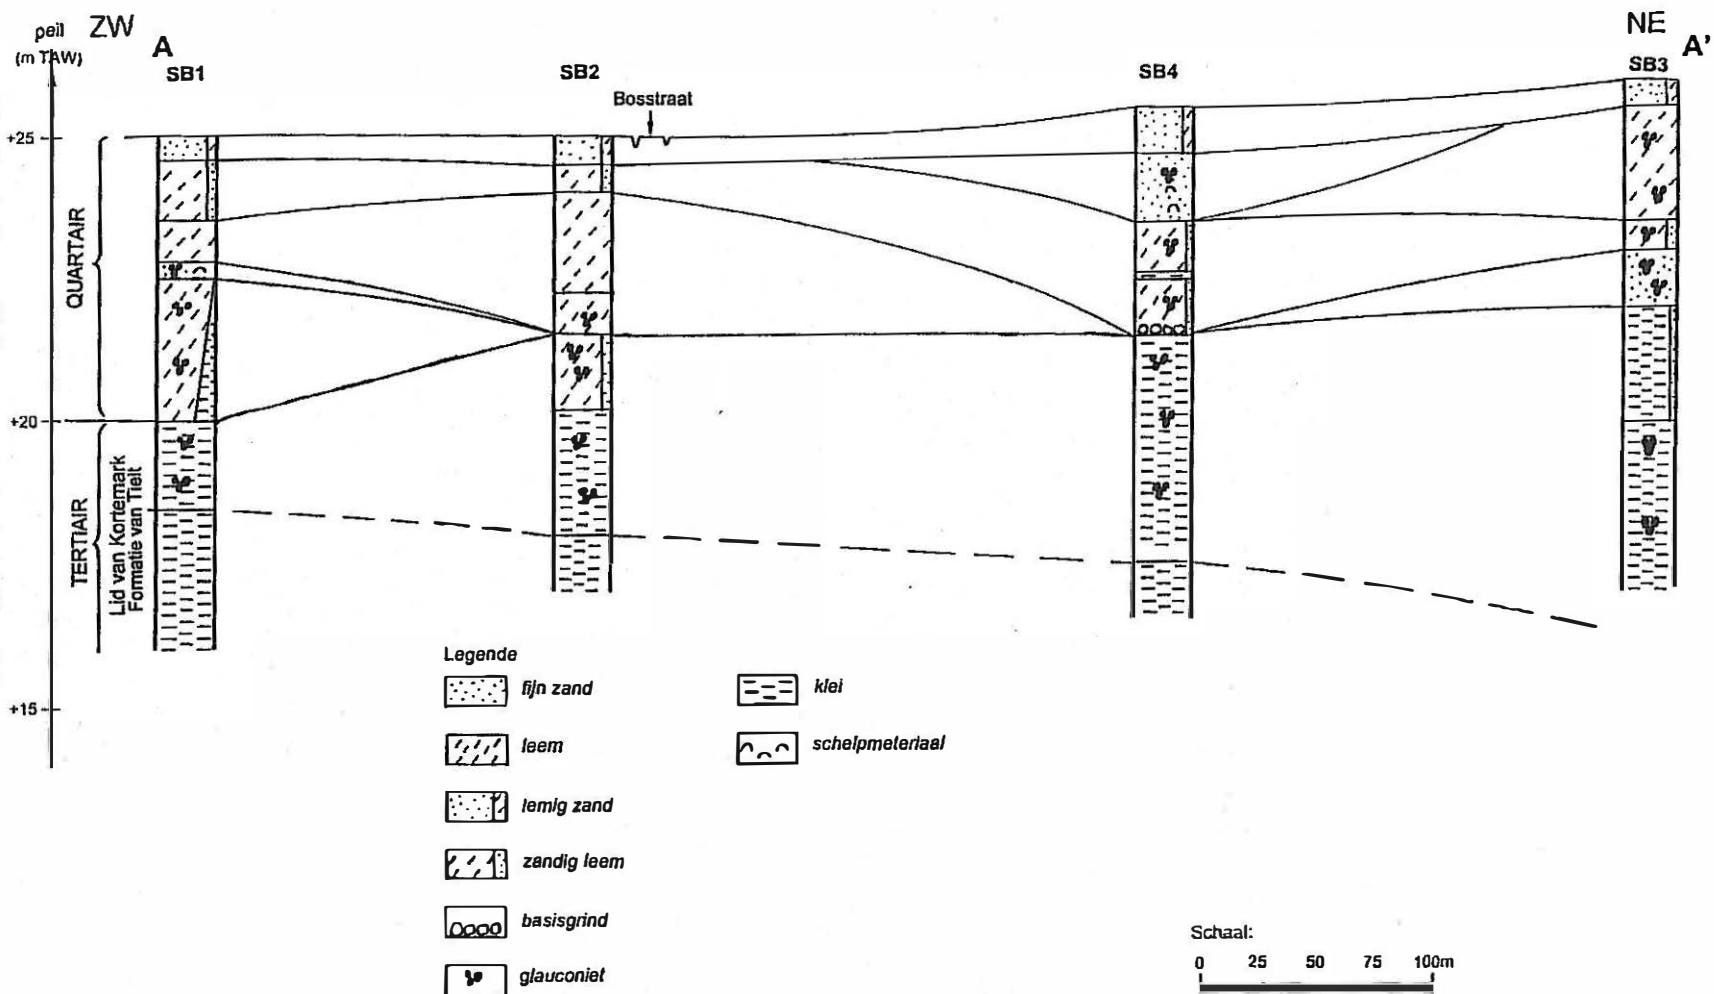 peil ZW NE
(m TAW) A A'
SB1 SB2 SB4 SB3
Bosstraat
+25
QUARTAIR
+20
TERTIAIR
Lid van Kortemark
Formatie van Tielt
+15
Legende
fijn zand
klei
leem
schelpmeteriaal
lemig zand
zandig leem
basisgrind
glauconiet
Schaal:
0 25 50 75 100m